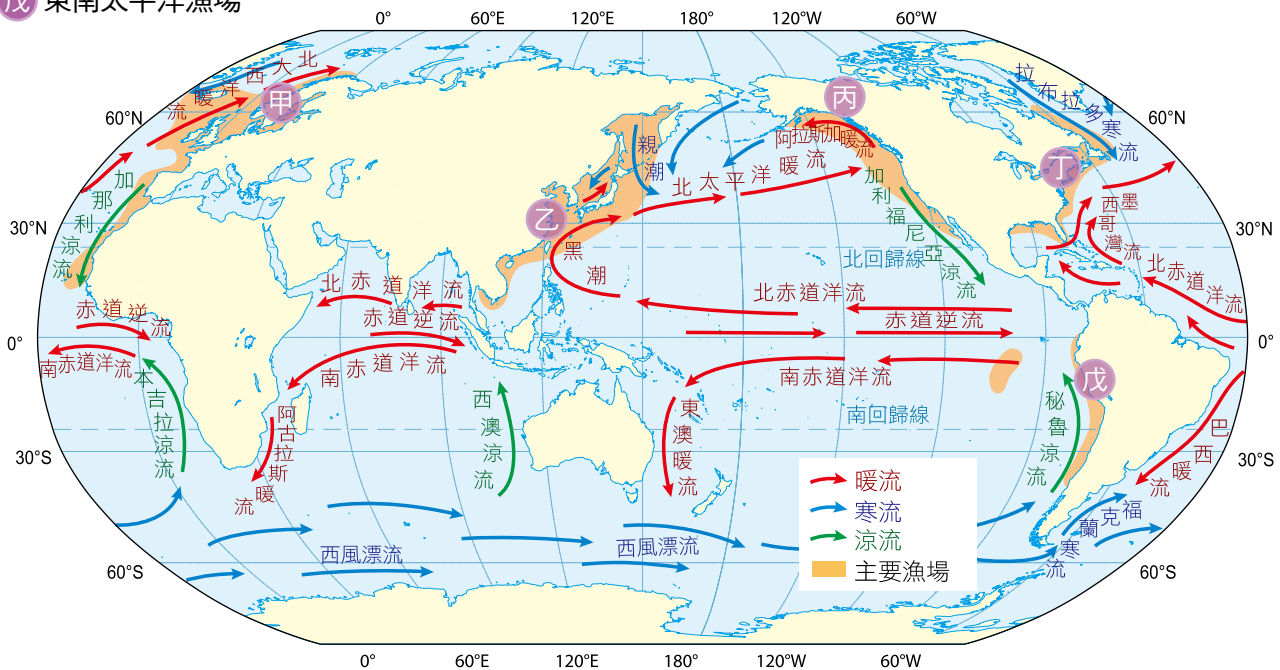 戊 東南太平洋漁場
0° 60°E 120°E 180° 120°W 60°W
60°N
60°N
30°N
30°N
0°
0°
30°S
30°S
60°S
60°S
0° 60°E 120°E 180° 120°W 60°W
北大西洋暖流
甲
加那利涼流
赤道逆流
南赤道洋流
本吉拉涼流
北赤道洋流
赤道逆流
南赤道洋流
阿古拉斯暖流
西澳涼流
親潮
乙
黑潮
北太平洋暖流
阿拉斯加暖流
丙
加利福尼亞涼流
北回歸線
北赤道洋流
赤道逆流
南赤道洋流
東澳暖流
南回歸線
拉布拉多寒流
丁
墨西哥灣流
北赤道洋流
戊
秘魯涼流
巴西暖流
福克蘭寒流
西風漂流
西風漂流
暖流
寒流
涼流
主要漁場